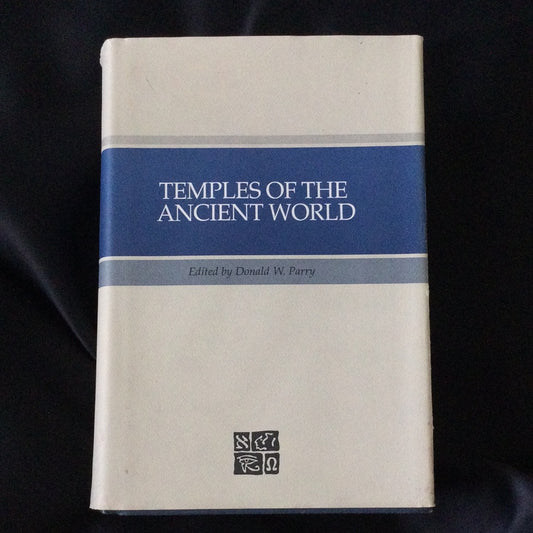 TEMPLES OF THE
ANCIENT WORLD
Edited by Donald W. Parry